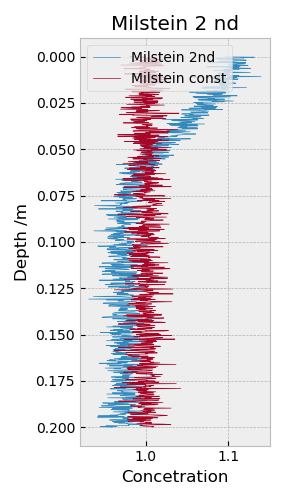 Milstein 2 nd
Milstein 2nd
Milstein const
0.000
0.025
0.050
0.075
0.100
0.125
0.150
0.175
0.200
Depth /m
1.0 1.1
Concetration